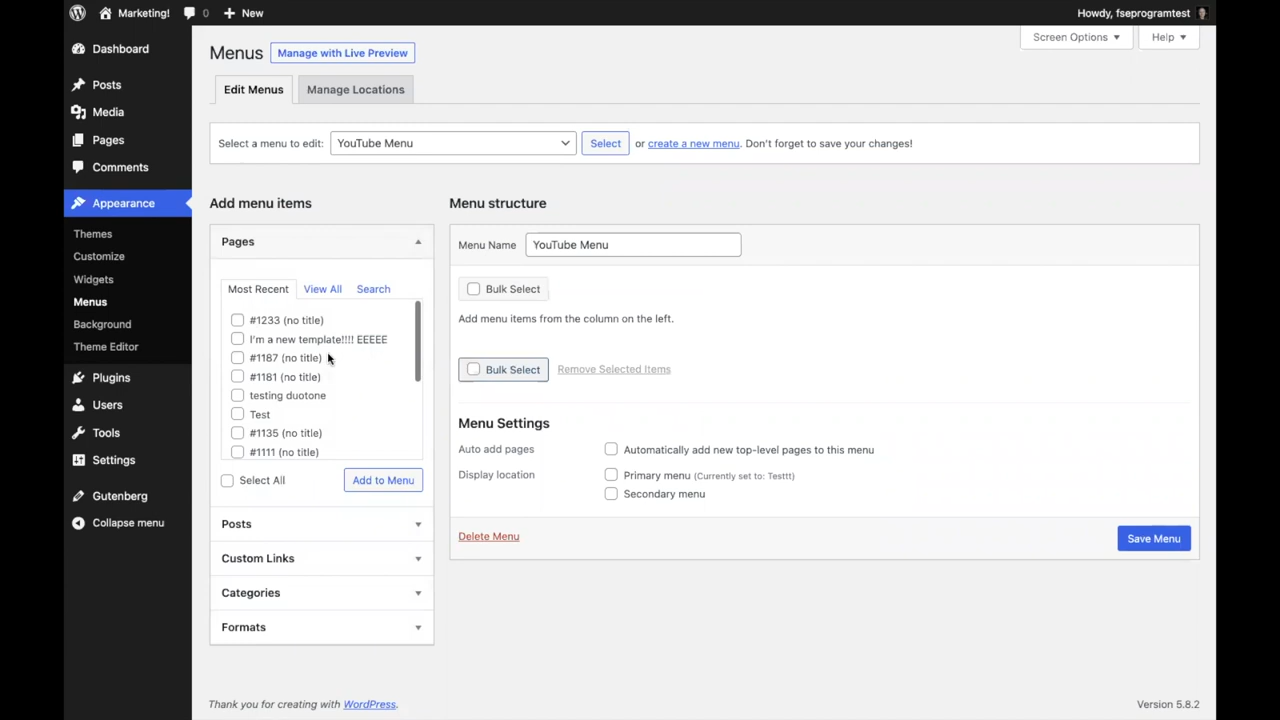 Marketing! 0 New Howdy, fseprogramtest
Screen Options Help
Dashboard
Posts
Media
Pages
Comments
Appearance
Themes
Customize
Widgets
Menus
Background
Theme Editor
Plugins
Users
Tools
Settings
Gutenberg
Collapse menu
Menus Manage with Live Preview
Edit Menus Manage Locations
Select a menu to edit: YouTube Menu Select or create a new menu. Don't forget to save your changes!
Add menu items
Pages
Most Recent View All Search
#1233 (no title)
I'm a new template!!!! EEEEE
#1187 (no title)
#1181 (no title)
testing duotone
Test
#1135 (no title)
#1111 (no title)
Select All Add to Menu
Posts
Custom Links
Categories
Formats
Menu structure
Menu Name YouTube Menu
Bulk Select
Add menu items from the column on the left.
Bulk Select Remove Selected Items
Menu Settings
Auto add pages Automatically add new top-level pages to this menu
Display location Primary menu (Currently set to: Testtt)
Secondary menu
Delete Menu Save Menu
Thank you for creating with WordPress. Version 5.8.2